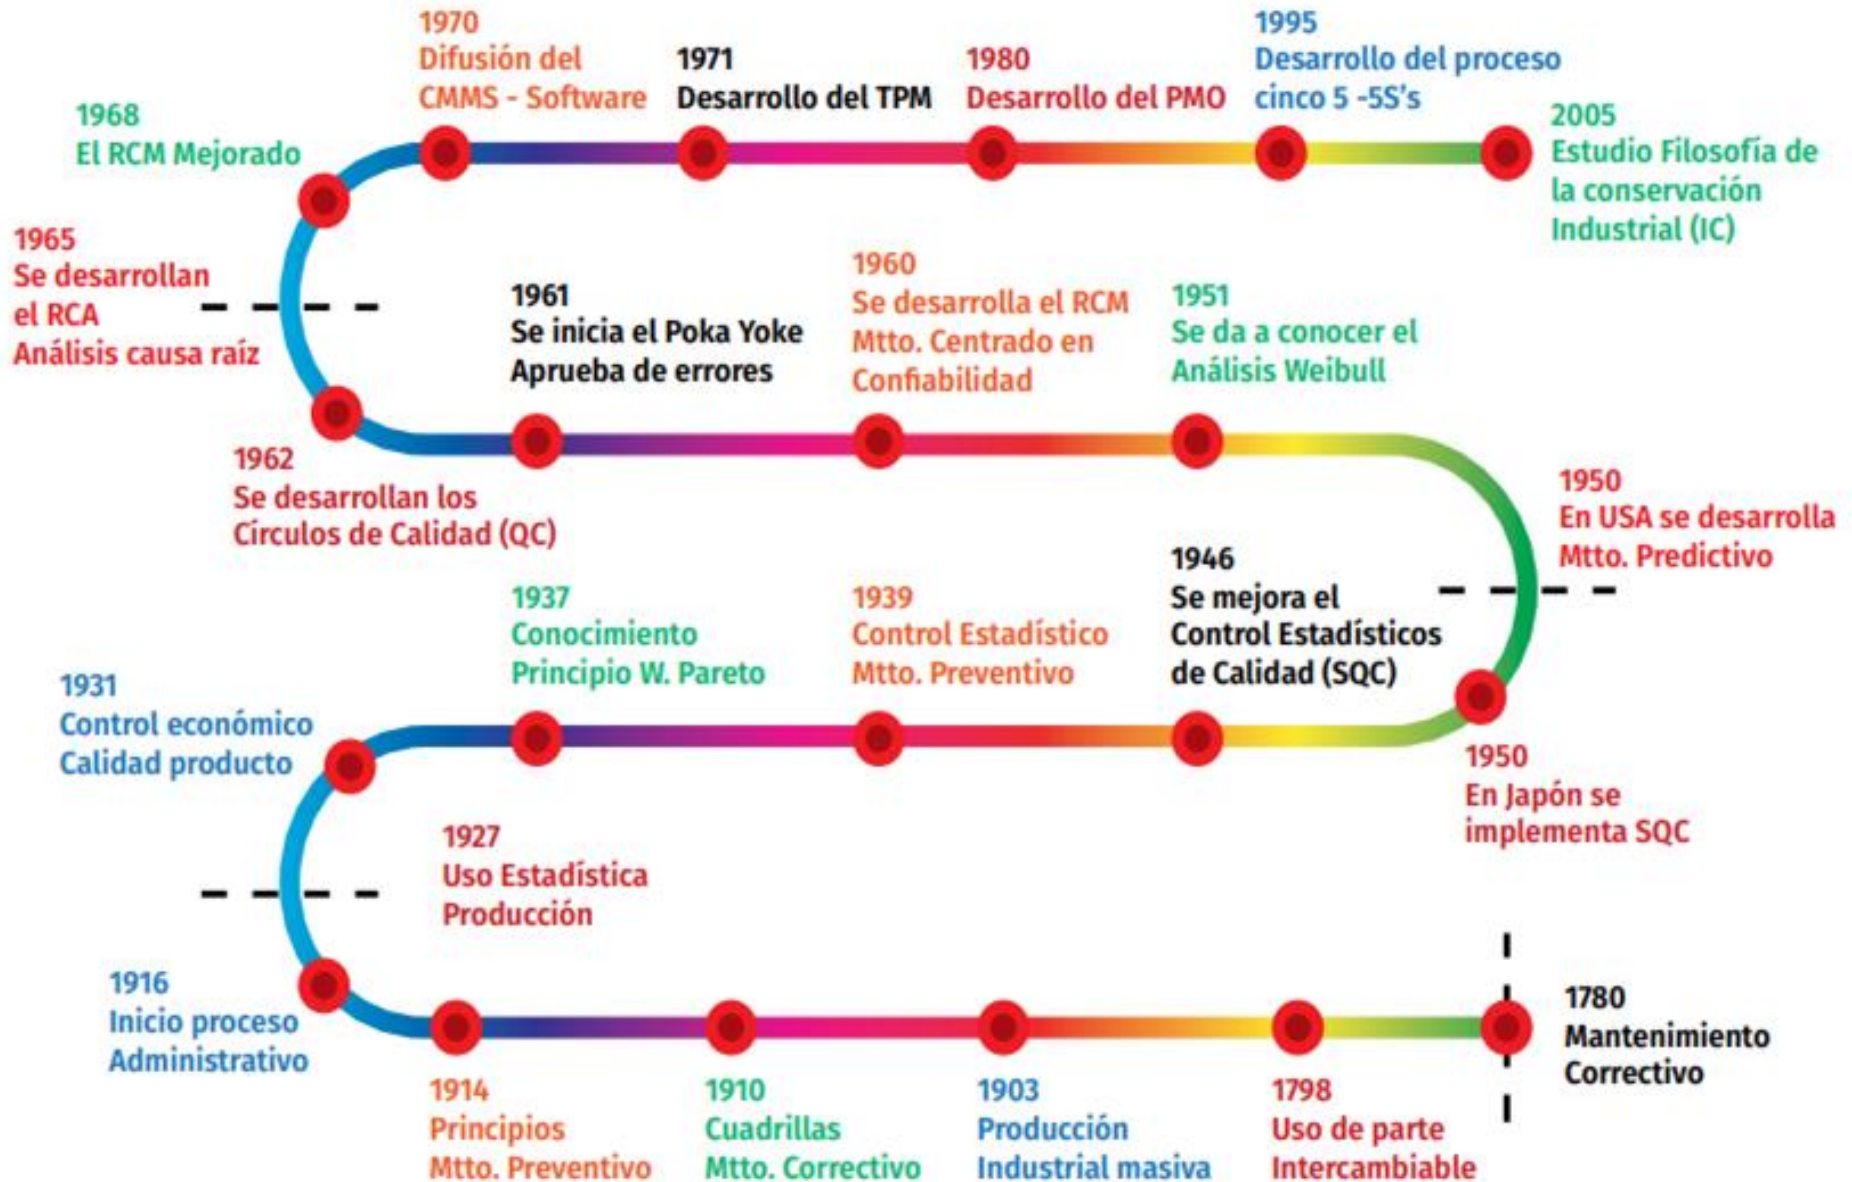 1970
Difusión del
CMMS - Software
1971
Desarrollo del TPM
1980
Desarrollo del PMO
1995
Desarrollo del proceso
cinco 5 -5S's
2005
Estudio Filosofía de
la conservación
Industrial (IC)
1968
El RCM Mejorado
1965
Se desarrollan
el RCA
Análisis causa raíz
1961
Se inicia el Poka Yoke
Aprueba de errores
1960
Se desarrolla el RCM
Mtto. Centrado en
Confiabilidad
1951
Se da a conocer el
Análisis Weibull
1962
Se desarrollan los
Círculos de Calidad (QC)
1950
En USA se desarrolla
Mtto. Predictivo
1937
Conocimiento
Principio W. Pareto
1939
Control Estadístico
Mtto. Preventivo
1946
Se mejora el
Control Estadísticos
de Calidad (SQC)
1931
Control económico
Calidad producto
1950
En Japón se
implementa SQC
1927
Uso Estadística
Producción
1916
Inicio proceso
Administrativo
1914
Principios
Mtto. Preventivo
1910
Cuadrillas
Mtto. Correctivo
1903
Producción
Industrial masiva
1798
Uso de parte
Intercambiable
1780
Mantenimiento
Correctivo